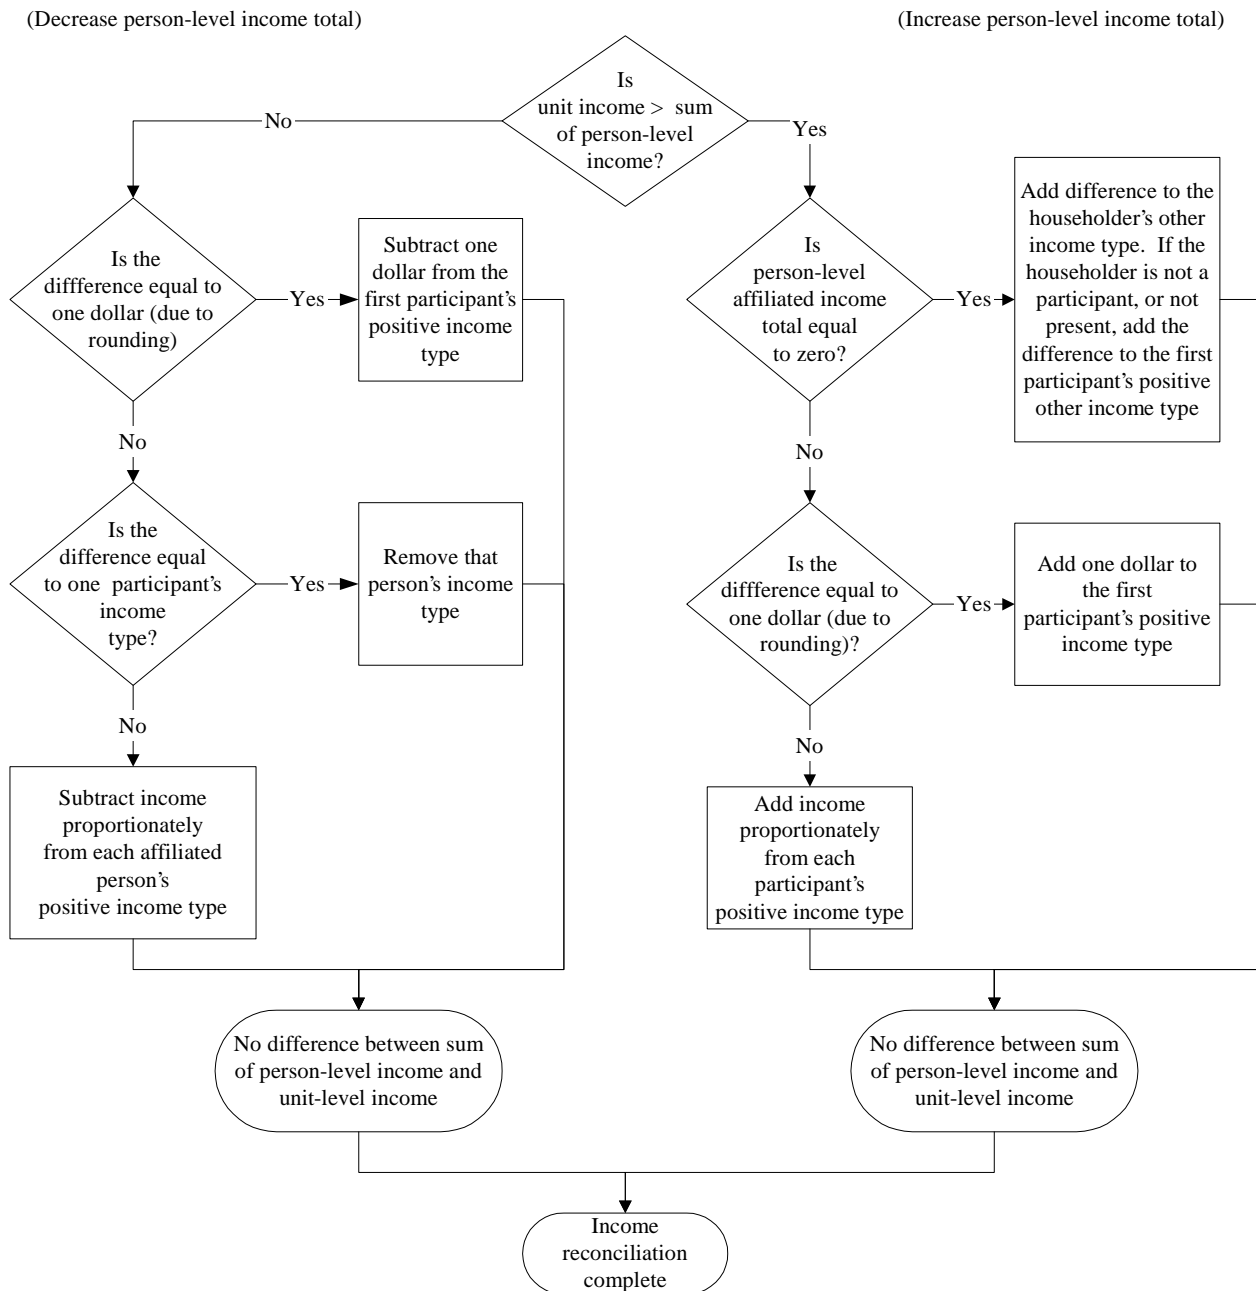 (Decrease person-level income total)
(Increase person-level income total)
Is
unit income > sum
of person-level
income?
No
Yes
Is the
diffference equal to
one dollar (due to
rounding)
Yes
Subtract one
dollar from the
first participant's
positive income
type
Is
person-level
affiliated income
total equal
to zero?
Yes
Add difference to the
householder's other
income type. If the
householder is not a
participant, or not
present, add the
difference to the first
participant's positive
other income type
No
No
Is the
difference equal
to one participant's
income
type?
Yes
Remove that
person's income
type
Is the
diffference equal to
one dollar (due to
rounding)?
Yes
Add one dollar to
the first
participant's positive
income type
No
No
Subtract income
proportionately
from each affiliated
person's
positive income type
Add income
proportionately
from each
participant's
positive income type
No difference between sum
of person-level income and
unit-level income
No difference between sum
of person-level income and
unit-level income
Income
reconciliation
complete